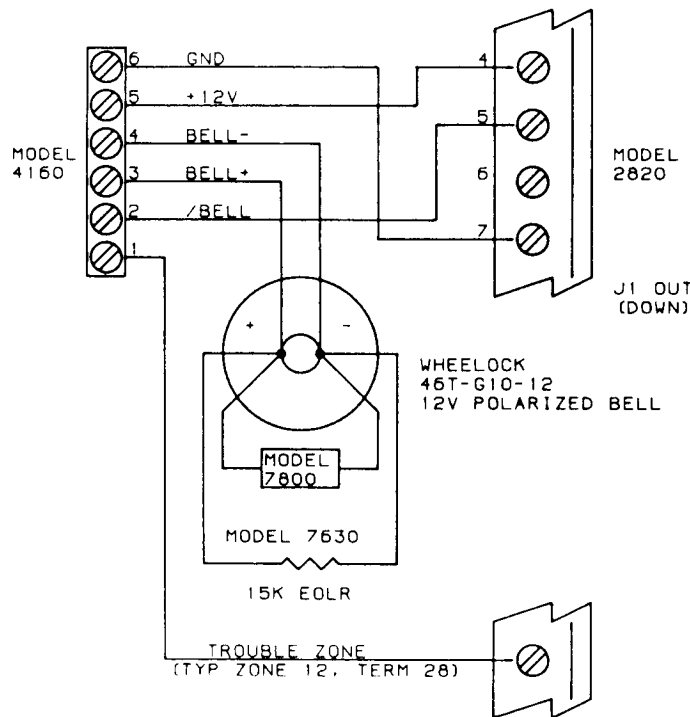 6 GND
5 +12V
4 BELL-
3 BELL+
2 /BELL
1
MODEL
4160
4
5
6
7
MODEL
2820
J1 OUT
(DOWN)
+ -
WHEELOCK
46T-G10-12
12V POLARIZED BELL
MODEL
7800
MODEL 7630
15K EOLR
TROUBLE ZONE
(TYP ZONE 12, TERM 28)